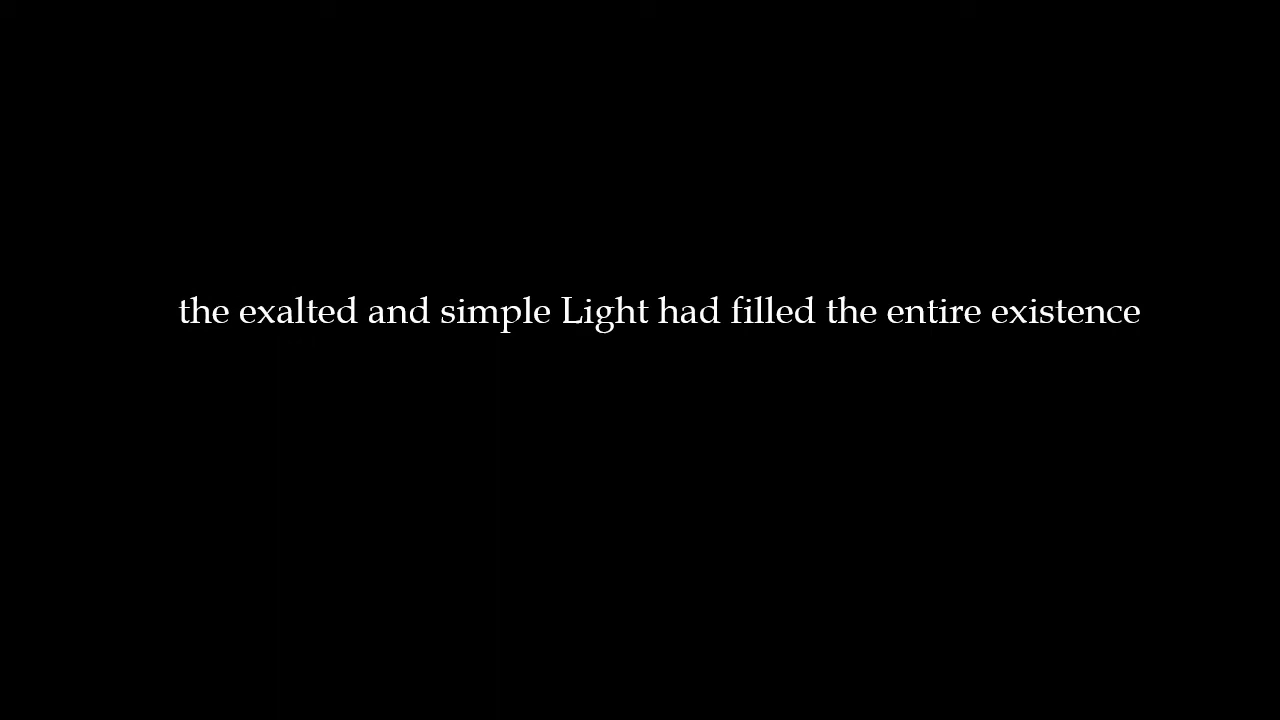 the exalted and simple Light had filled the entire existence